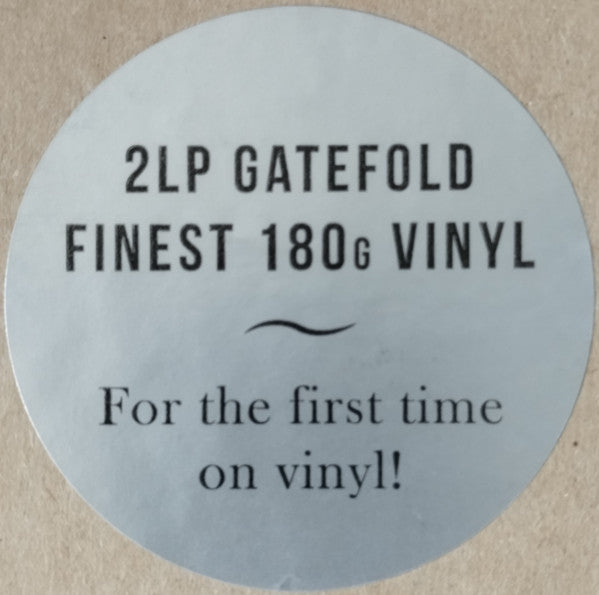 2LP GATEFOLD
FINEST 180G VINYL
For the first time
on vinyl!